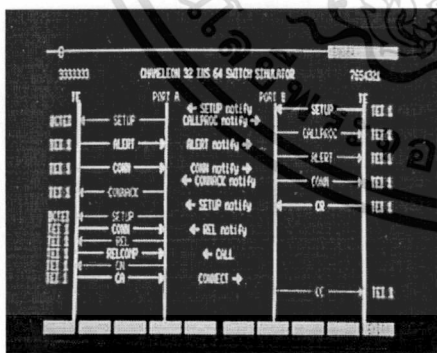 3333333 CHAMELEON 32 INS 64 SWITCH SIMULATOR 7654321
TE PORT A PORT B TE
← SETUP notify SETUP TEI 1
BCTEI SETUP CALLPROC notify →
CALLPROC TEI 1
TEI 1 ALERT ALERT notify →
ALERT TEI 1
TEI 1 CONN CONN notify →
← CONNACK notify CONN TEI 1
TEI 1 CONNACK
← SETUP notify CR TEI 1
BCTEI SETUP
TEI 1 CONN ← REL notify
TEI 1 REL
TEI 1 RELCOMP ← CALL
TEI 1 CN
TEI 1 CA CONNECT →
CC TEI 1